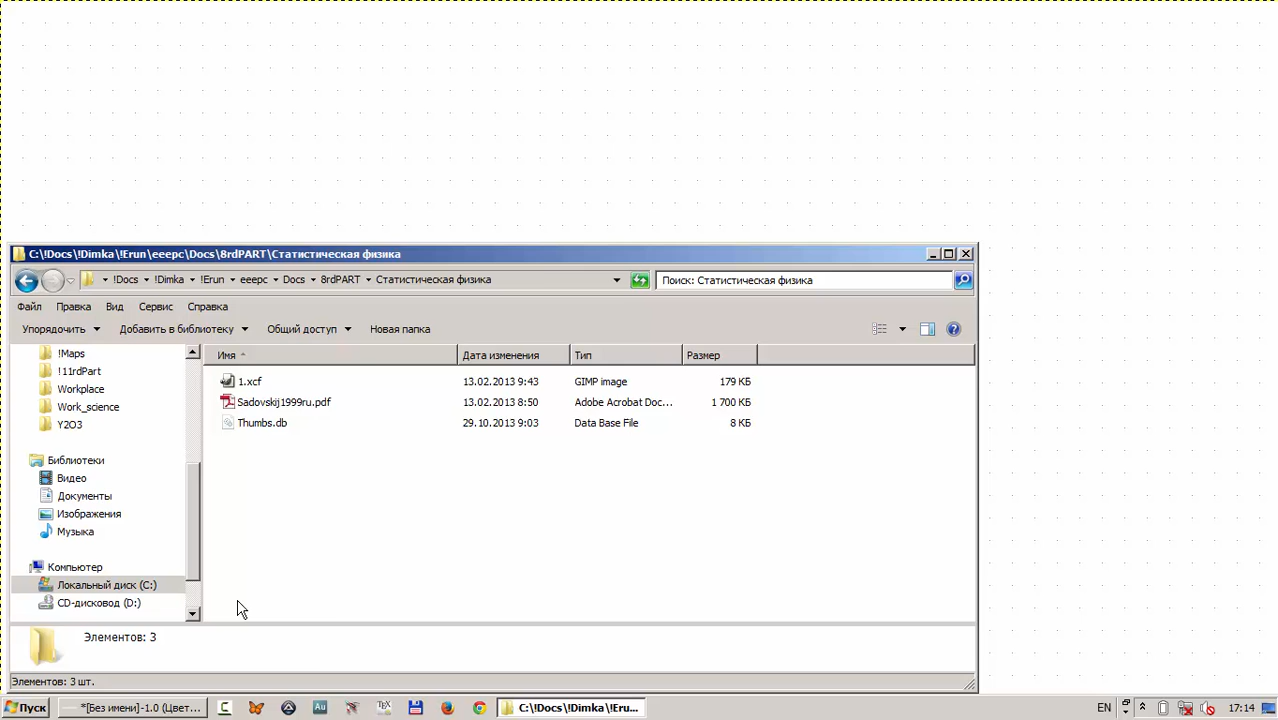 C:\!Docs\!Dimka\!Erun\eeepc\Docs\8rdPART\Статистическая физика
!Docs !Dimka !Erun eeepc Docs 8rdPART Статистическая физика
Поиск: Статистическая физика
Файл Правка Вид Сервис Справка
Упорядочить Добавить в библиотеку Общий доступ Новая папка
Имя Дата изменения Тип Размер
!Maps
!11rdPart
Workplace
Work_science
Y2O3
Библиотеки
Видео
Документы
Изображения
Музыка
Компьютер
Локальный диск (C:)
CD-дисковод (D:)
1.xcf 13.02.2013 9:43 GIMP image 179 КБ
Sadovskij1999ru.pdf 13.02.2013 8:50 Adobe Acrobat Doc... 1 700 КБ
Thumbs.db 29.10.2013 9:03 Data Base File 8 КБ
Элементов: 3
Элементов: 3 шт.
Пуск *[Без имени]-1.0 (Цвет... Au TEX C:\!Docs\!Dimka\!Eru... EN 17:14